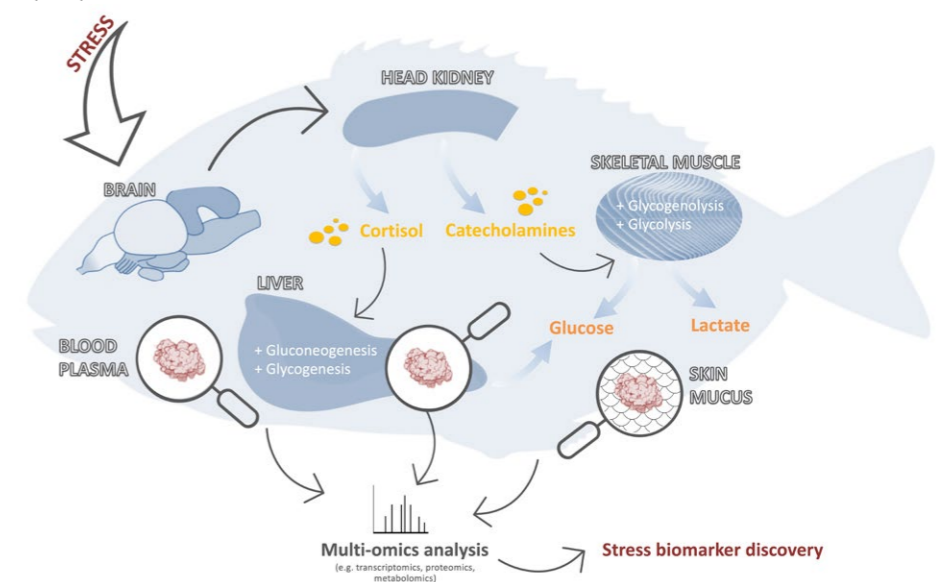 STRESS
HEAD KIDNEY
BRAIN
SKELETAL MUSCLE
+ Glycogenolysis
+ Glycolysis
Cortisol
Catecholamines
LIVER
+ Gluconeogenesis
+ Glycogenesis
Glucose
Lactate
BLOOD
PLASMA
SKIN
MUCUS
Multi-omics analysis
(e.g. transcriptomics, proteomics,
metabolomics)
Stress biomarker discovery